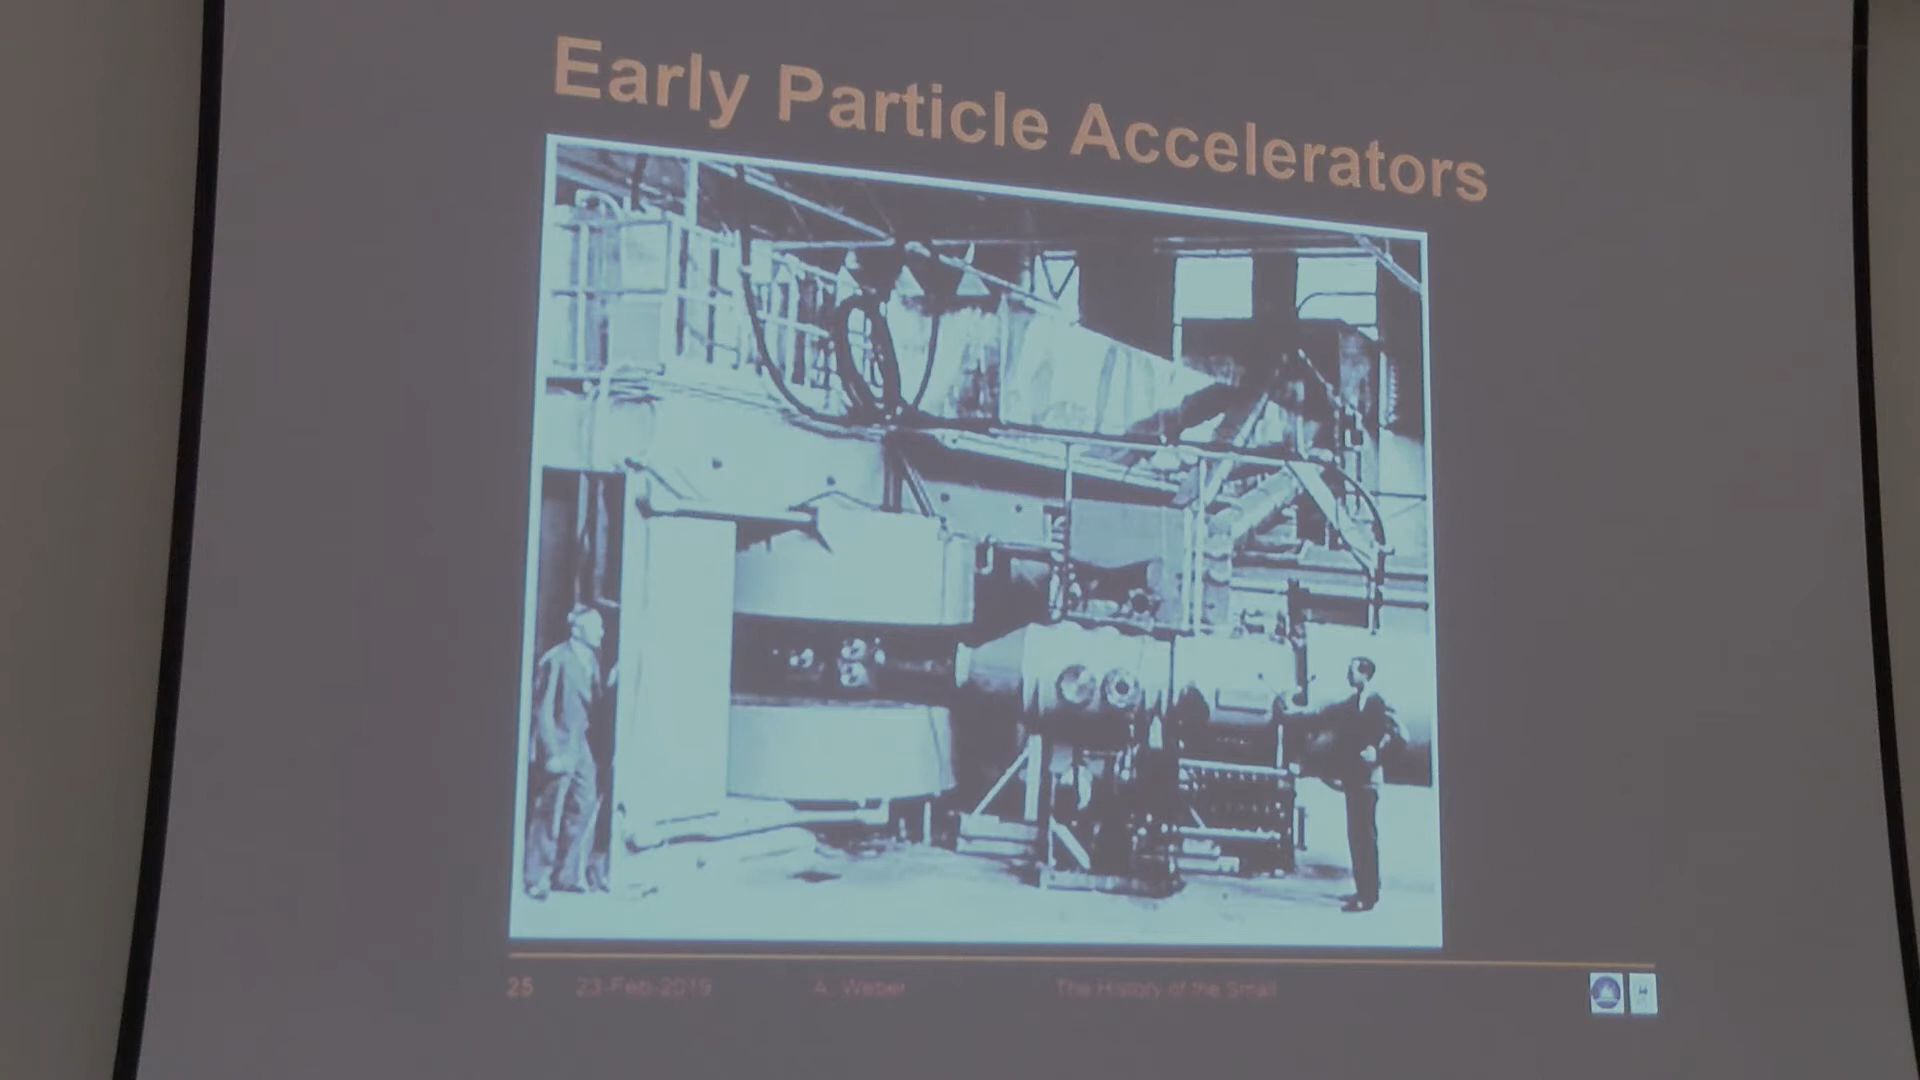 Early Particle Accelerators
25 23-Feb-2019 A. Weber The History of the Small